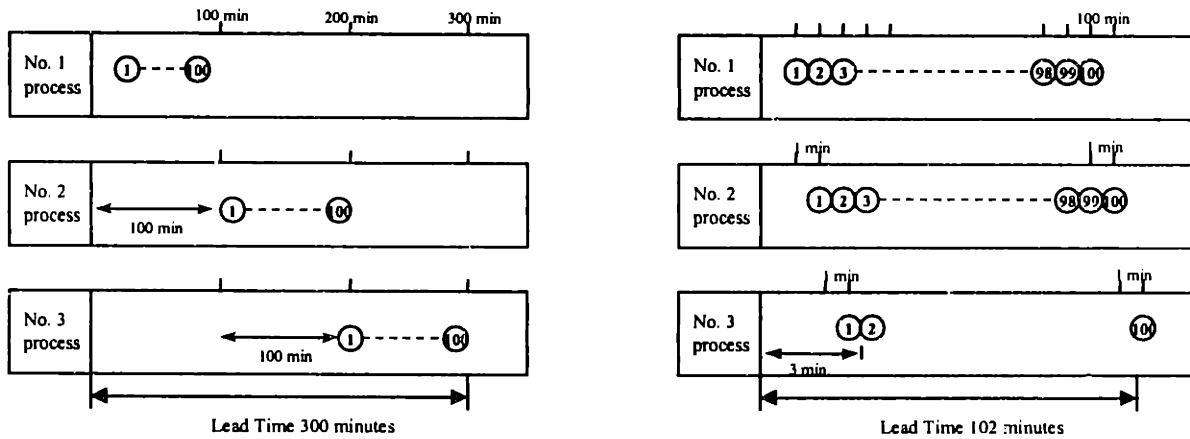 100 min 200 min 300 min
No. 1
process
1 100
No. 2
process
1 100
100 min
No. 3
process
1 100
100 min
Lead Time 300 minutes
100 min
No. 1
process
1 2 3 98 99 100
min min
No. 2
process
1 2 3 98 99 100
min min
No. 3
process
1 2 100
3 min
Lead Time 102 minutes